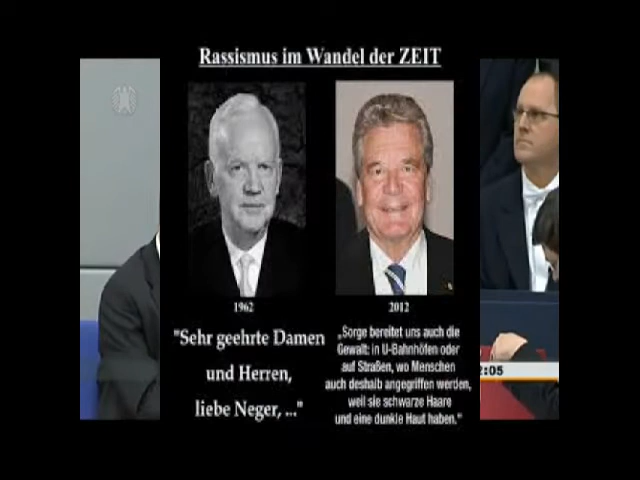 Rassismus im Wandel der ZEIT
1962
2012
"Sehr geehrte Damen
und Herren,
liebe Neger, ..."
„Sorge bereitet uns auch die
Gewalt: in U-Bahnhöfen oder
auf Straßen, wo Menschen
auch deshalb angegriffen werden,
weil sie schwarze Haare
und eine dunkle Haut haben.“
2:05